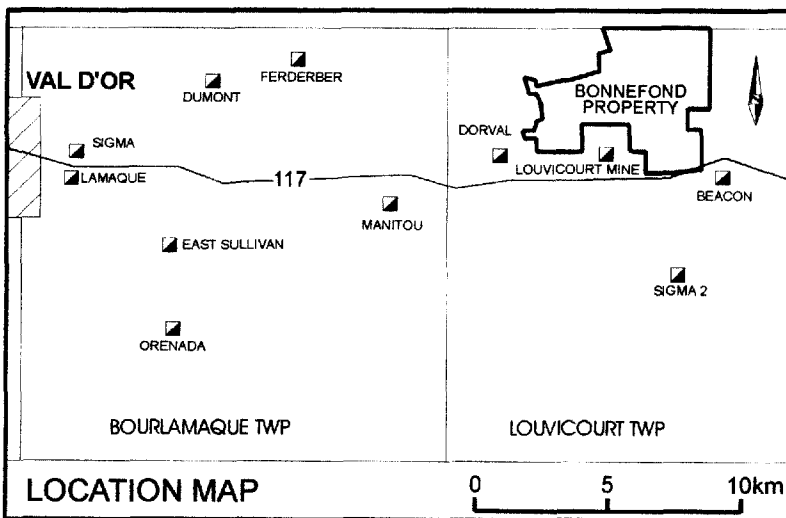 VAL D'OR
FERDERBER
DUMONT
BONNEFOND
PROPERTY
SIGMA
DORVAL
LAMAQUE
117
LOUVICOURT MINE
BEACON
MANITOU
EAST SULLIVAN
SIGMA 2
ORENADA
BOURLAMAQUE TWP
LOUVICOURT TWP
LOCATION MAP
0 5 10km